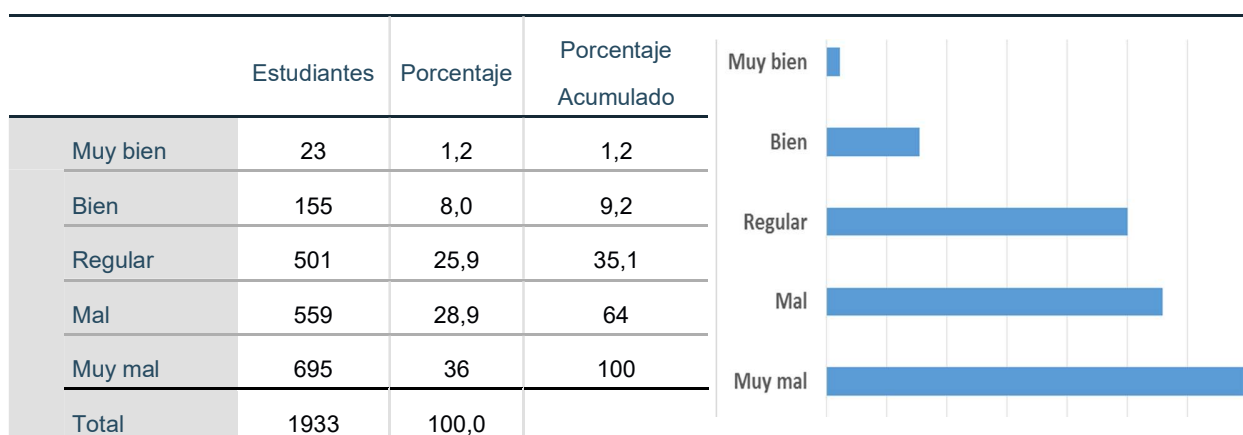 Estudiantes Porcentaje Porcentaje Acumulado
Muy bien 23 1,2 1,2
Bien 155 8,0 9,2
Regular 501 25,9 35,1
Mal 559 28,9 64
Muy mal 695 36 100
Total 1933 100,0
Muy bien
Bien
Regular
Mal
Muy mal